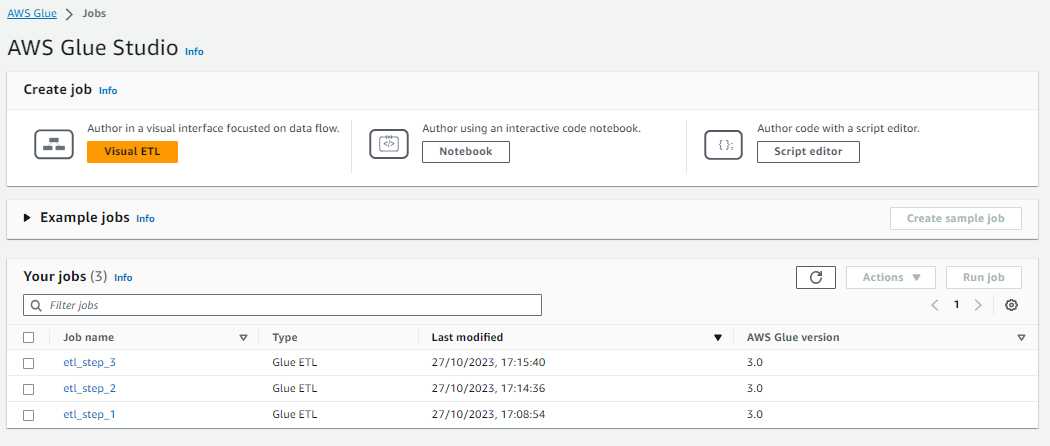 AWS Glue > Jobs
AWS Glue Studio Info
Create job Info
Author in a visual interface focused on data flow.
Visual ETL
Author using an interactive code notebook.
Notebook
Author code with a script editor.
Script editor
Example jobs Info
Create sample job
Your jobs (3) Info
Actions
Run job
Filter jobs
1
Job name Type Last modified AWS Glue version
etl_step_3 Glue ETL 27/10/2023, 17:15:40 3.0
etl_step_2 Glue ETL 27/10/2023, 17:14:36 3.0
etl_step_1 Glue ETL 27/10/2023, 17:08:54 3.0